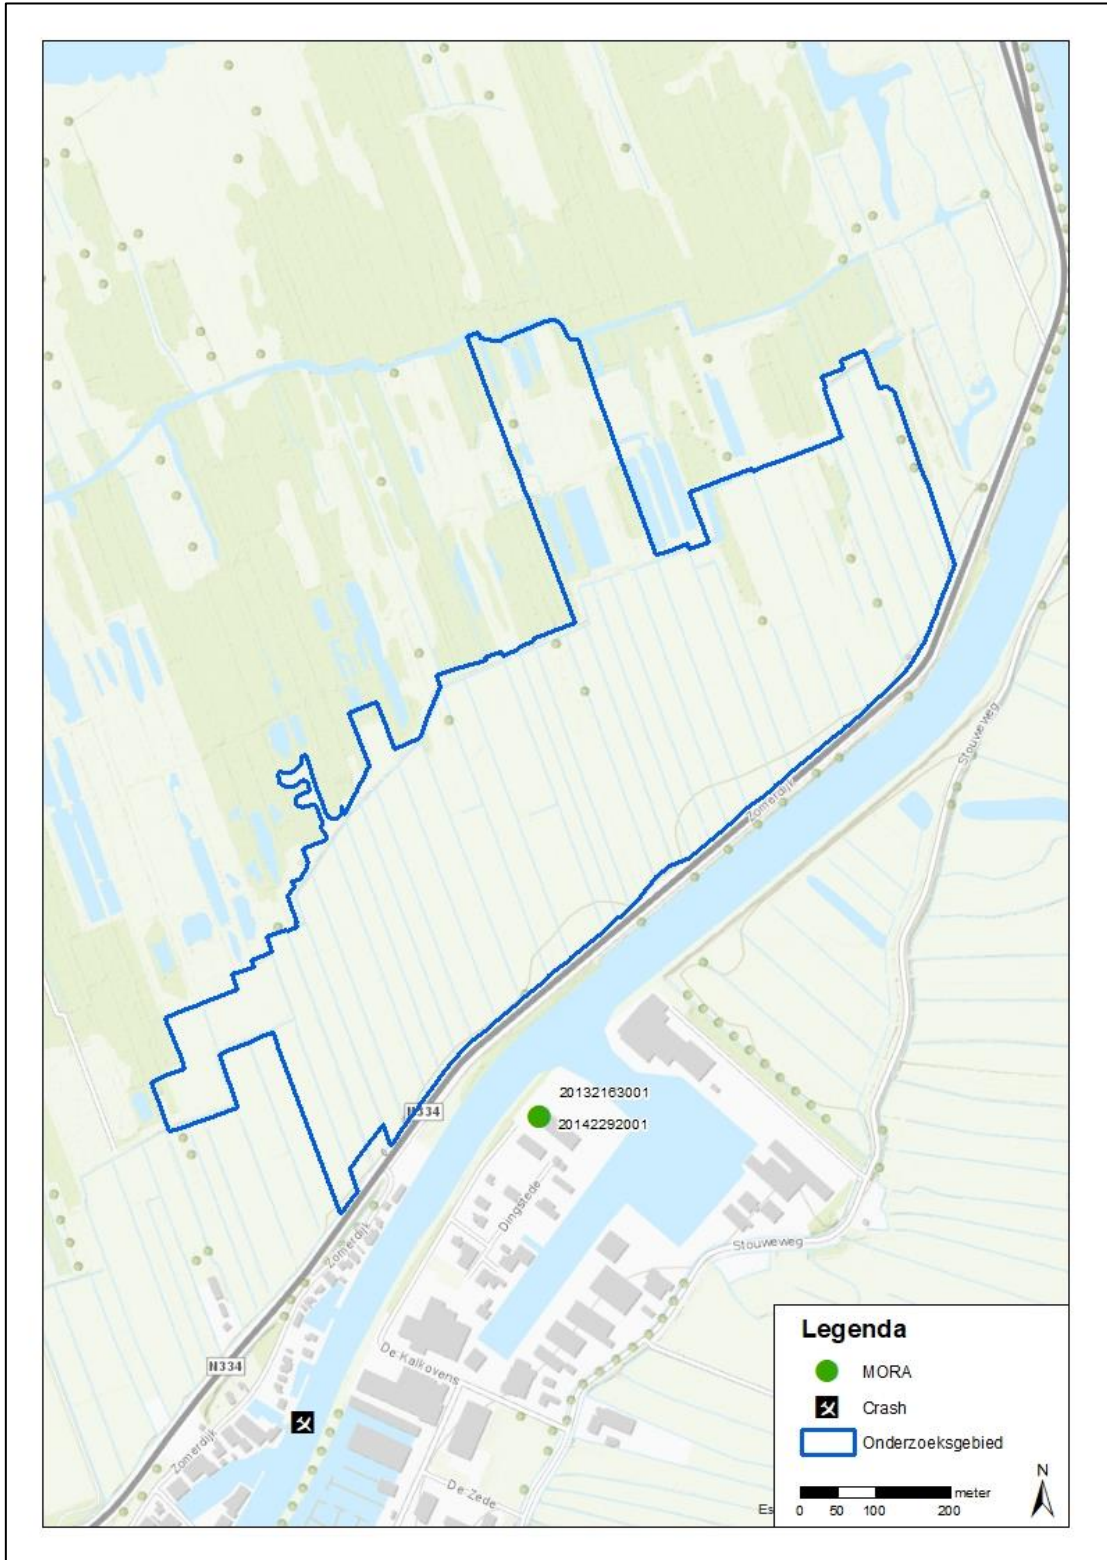 Stouweweg
Zomerdijk
20132163001
N334
20142292001
Dingstede
Zomerdijk
Stouweweg
De Kalkovens
N334
Zomerdijk
De Zede
Legenda
MORA
Crash
Onderzoeksgebied
N
meter
0 50 100 200
Es